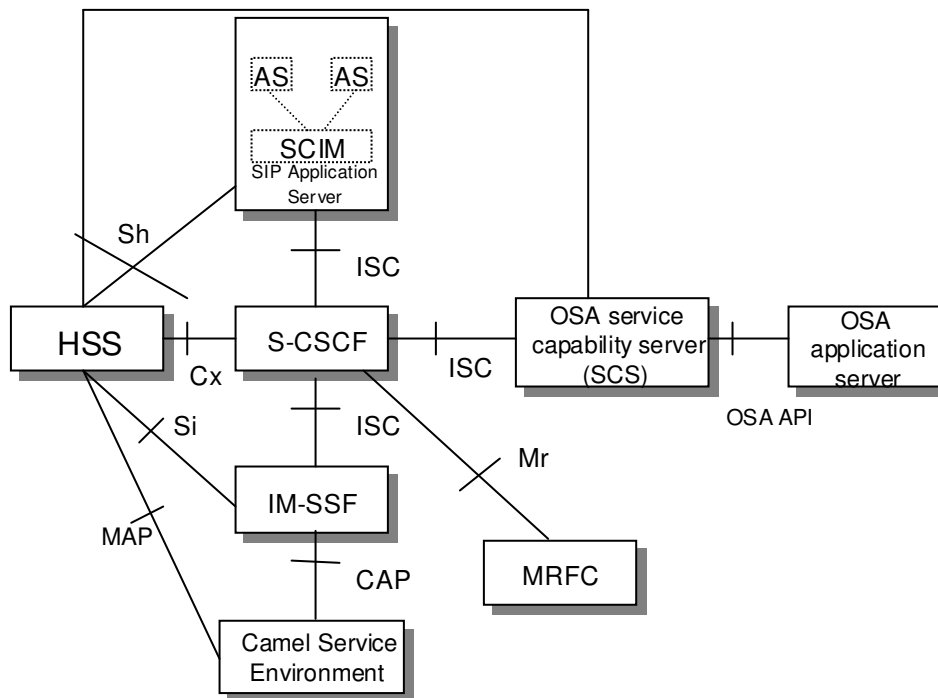 AS AS
SCIM
SIP Application
Server
Sh
ISC
HSS
S-CSCF
OSA service
capability server
(SCS)
OSA
application
server
Cx
ISC
OSA API
Si
ISC
Mr
IM-SSF
MAP
CAP
MRFC
Camel Service
Environment